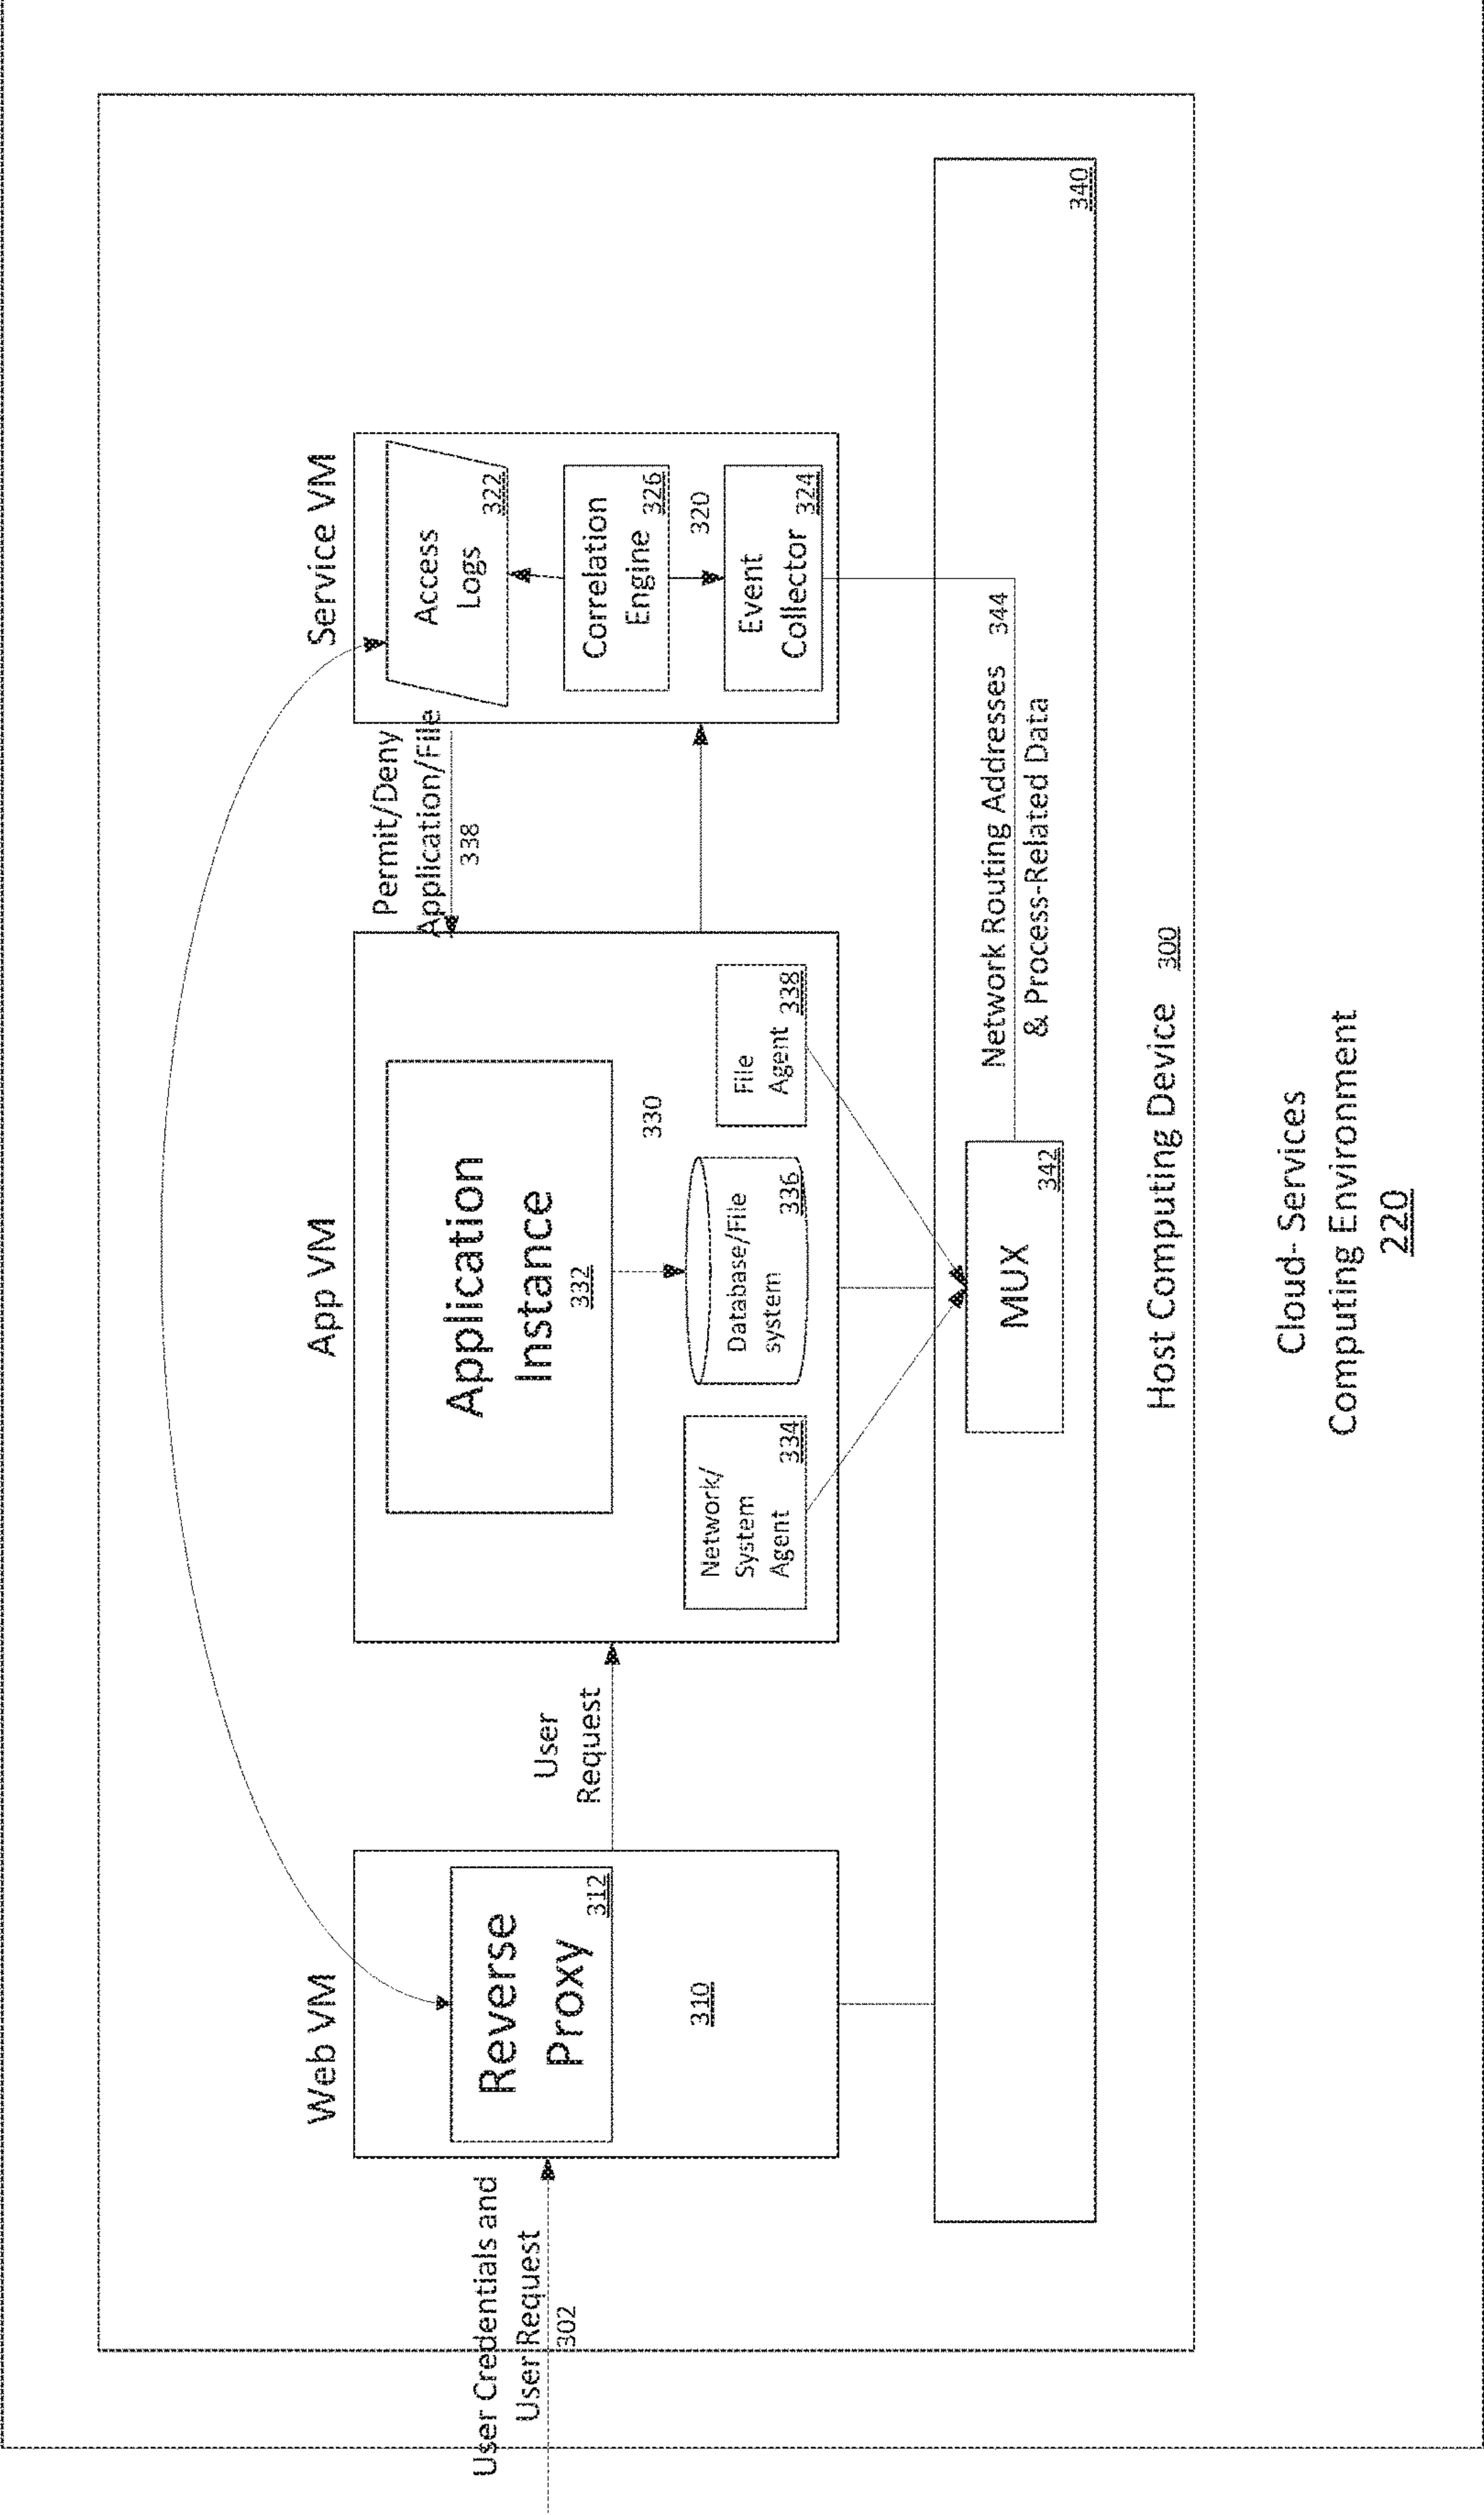 User Credentials and
User Request
302
Web VM
Reverse
Proxy
312
310
User
Request
App VM
Application
Instance
332
330
Network/
System
Agent
334
Database/File
system
336
File
Agent
338
Permit/Deny
Application/File
338
Service VM
Access
Logs
322
Correlation
Engine
326
320
Event
Collector
324
Network Routing Addresses 344
& Process-Related Data
MUX
342
340
Host Computing Device 300
Cloud- Services
Computing Environment
220